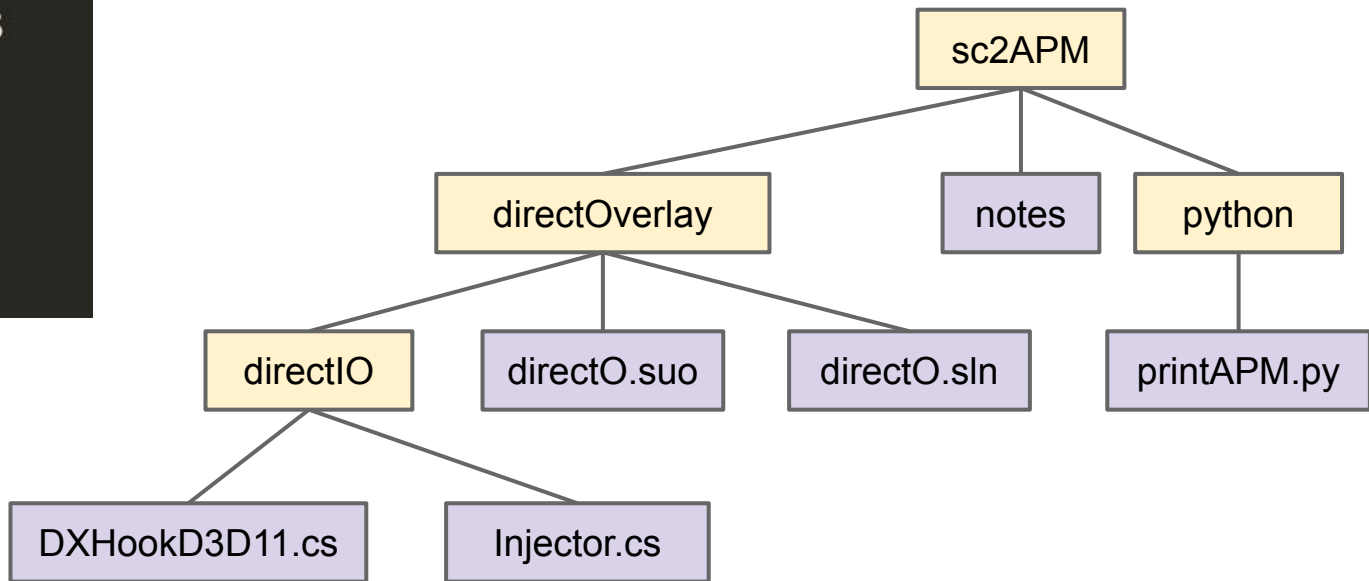 sc2APM
directOverlay
notes
python
directIO
directO.suo
directO.sln
printAPM.py
DXHookD3D11.cs
Injector.cs